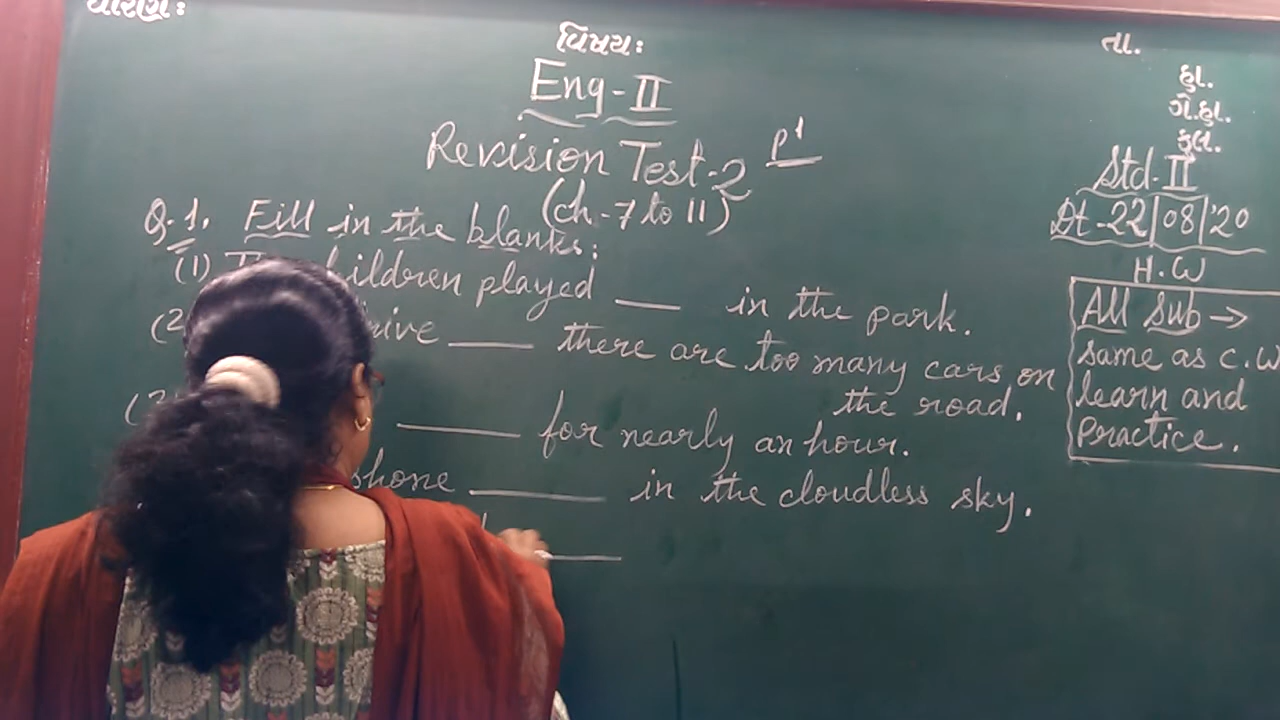 વિષય:
તા.
Eng-II
હા.
ગે.હા.
કુલ.
Revision Test-2 P1
(ch-7 to 11)
Std-II
Dt-22|08|'20
Q-1. Fill in the blanks:
(1) children played ___ in the park.
___ there are too many cars on
the road.
___ for nearly an hour.
shone ___ in the cloudless sky.
___
H.W
All Sub →
same as C.W
learn and
practice.